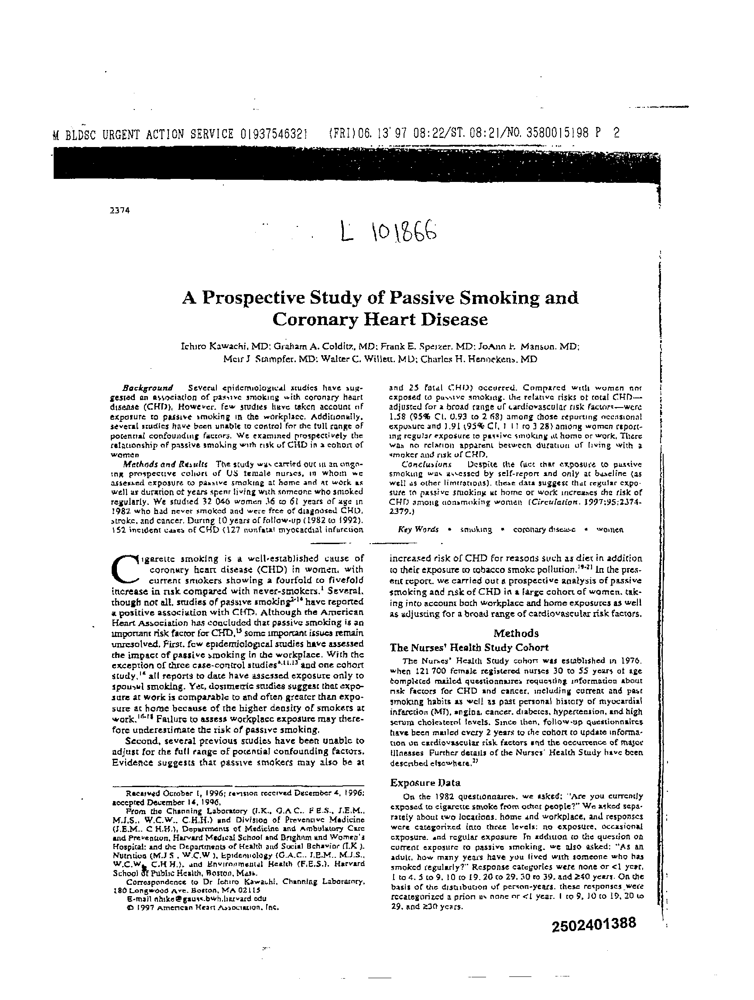 M BLDSC URGENT ACTION SERVICE 01937546321 (FRI)06. 13' 97 08:22/ST. 08:21/NO. 3580015198 P 2
2374
L 101866
A Prospective Study of Passive Smoking and
Coronary Heart Disease
Ichiro Kawachi, MD; Graham A. Colditz, MD; Frank E. Speizer, MD; JoAnn E. Manson, MD;
Meir J Stampfer, MD; Walter C. Willett, MD; Charles H. Hennekens, MD
Background Several epidemiological studies have sug-
gested an association of passive smoking with coronary heart
disease (CHD). However, few studies have taken account of
exposure to passive smoking in the workplace. Additionally,
several studies have been unable to control for the full range of
potential confounding factors. We examined prospectively the
relationship of passive smoking with risk of CHD in a cohort of
women
Methods and Results The study was carried out in an ongo-
ing prospective cohort of US female nurses, in whom we
assessed exposure to passive smoking at home and at work as
well as duration of years spent living with someone who smoked
regularly. We studied 32 046 women 36 to 61 years of age in
1982 who had never smoked and were free of diagnosed CHD,
stroke, and cancer. During 10 years of follow-up (1982 to 1992),
152 incident cases of CHD (127 nonfatal myocardial infarction
and 25 fatal CHD) occurred. Compared with women not
exposed to passive smoking, the relative risks of total CHD—
adjusted for a broad range of cardiovascular risk factors—were
1.58 (95% CI, 0.93 to 2 68) among those reporting occasional
exposure and 1.91 (95% CI, 1 11 to 3 28) among women report-
ing regular exposure to passive smoking at home or work. There
was no relation apparent between duration of living with a
smoker and risk of CHD.
Conclusions Despite the fact that exposure to passive
smoking was assessed by self-report and only at baseline (as
well as other limitations), these data suggest that regular expo-
sure to passive smoking at home or work increases the risk of
CHD among nonsmoking women (Circulation. 1997;95:2374-
2379.)
Key Words • smoking • coronary disease • women
Cigarette smoking is a well-established cause of
coronary heart disease (CHD) in women, with
current smokers showing a fourfold to fivefold
increase in risk compared with never-smokers.1 Several,
though not all, studies of passive smoking2-14 have reported
a positive association with CHD. Although the American
Heart Association has concluded that passive smoking is an
important risk factor for CHD,15 some important issues remain
unresolved. First, few epidemiological studies have assessed
the impact of passive smoking in the workplace. With the
exception of three case-control studies4,11,13 and one cohort
study,14 all reports to date have assessed exposure only to
spousal smoking. Yet, dosimetric studies suggest that expo-
sure at work is comparable to and often greater than expo-
sure at home because of the higher density of smokers at
work.16-18 Failure to assess workplace exposure may there-
fore underestimate the risk of passive smoking.
Second, several previous studies have been unable to
adjust for the full range of potential confounding factors.
Evidence suggests that passive smokers may also be at
Received October 1, 1996; revision received December 4, 1996;
accepted December 14, 1996.
From the Channing Laboratory (I.K., G.A C., F E.S., J.E.M.,
M.J.S., W.C.W., C.H.H.) and Division of Preventive Medicine
(J.E.M., C H.H.), Departments of Medicine and Ambulatory Care
and Prevention, Harvard Medical School and Brigham and Women's
Hospital; and the Departments of Health and Social Behavior (I.K ),
Nutrition (M.J S , W.C.W ), Epidemiology (G.A.C., J.E.M., M.J.S.,
W.C.W., C.H H.), and Environmental Health (F.E.S.), Harvard
School of Public Health, Boston, Mass.
Correspondence to Dr Ichiro Kawachi, Channing Laboratory,
180 Longwood Ave, Boston, MA 02115
E-mail nhike@gauss.bwh.harvard edu
© 1997 American Heart Association, Inc.
increased risk of CHD for reasons such as diet in addition
to their exposure to tobacco smoke pollution.19-21 In the pres-
ent report, we carried out a prospective analysis of passive
smoking and risk of CHD in a large cohort of women, tak-
ing into account both workplace and home exposures as well
as adjusting for a broad range of cardiovascular risk factors.
Methods
The Nurses' Health Study Cohort
The Nurses' Health Study cohort was established in 1976,
when 121 700 female registered nurses 30 to 55 years of age
completed mailed questionnaires requesting information about
risk factors for CHD and cancer, including current and past
smoking habits as well as past personal history of myocardial
infarction (MI), angina, cancer, diabetes, hypertension, and high
serum cholesterol levels. Since then, follow-up questionnaires
have been mailed every 2 years to the cohort to update informa-
tion on cardiovascular risk factors and the occurrence of major
illnesses Further details of the Nurses' Health Study have been
described elsewhere.22
Exposure Data
On the 1982 questionnaires, we asked: "Are you currently
exposed to cigarette smoke from other people?" We asked sepa-
rately about two locations, home and workplace, and responses
were categorized into three levels: no exposure, occasional
exposure, and regular exposure In addition to the question on
current exposure to passive smoking, we also asked: "As an
adult, how many years have you lived with someone who has
smoked regularly?" Response categories were none or <1 year,
1 to 4, 5 to 9, 10 to 19, 20 to 29, 30 to 39, and ≥40 years. On the
basis of the distribution of person-years, these responses were
recategorized a priori as none or <1 year, 1 to 9, 10 to 19, 20 to
29, and ≥30 years.
2502401388